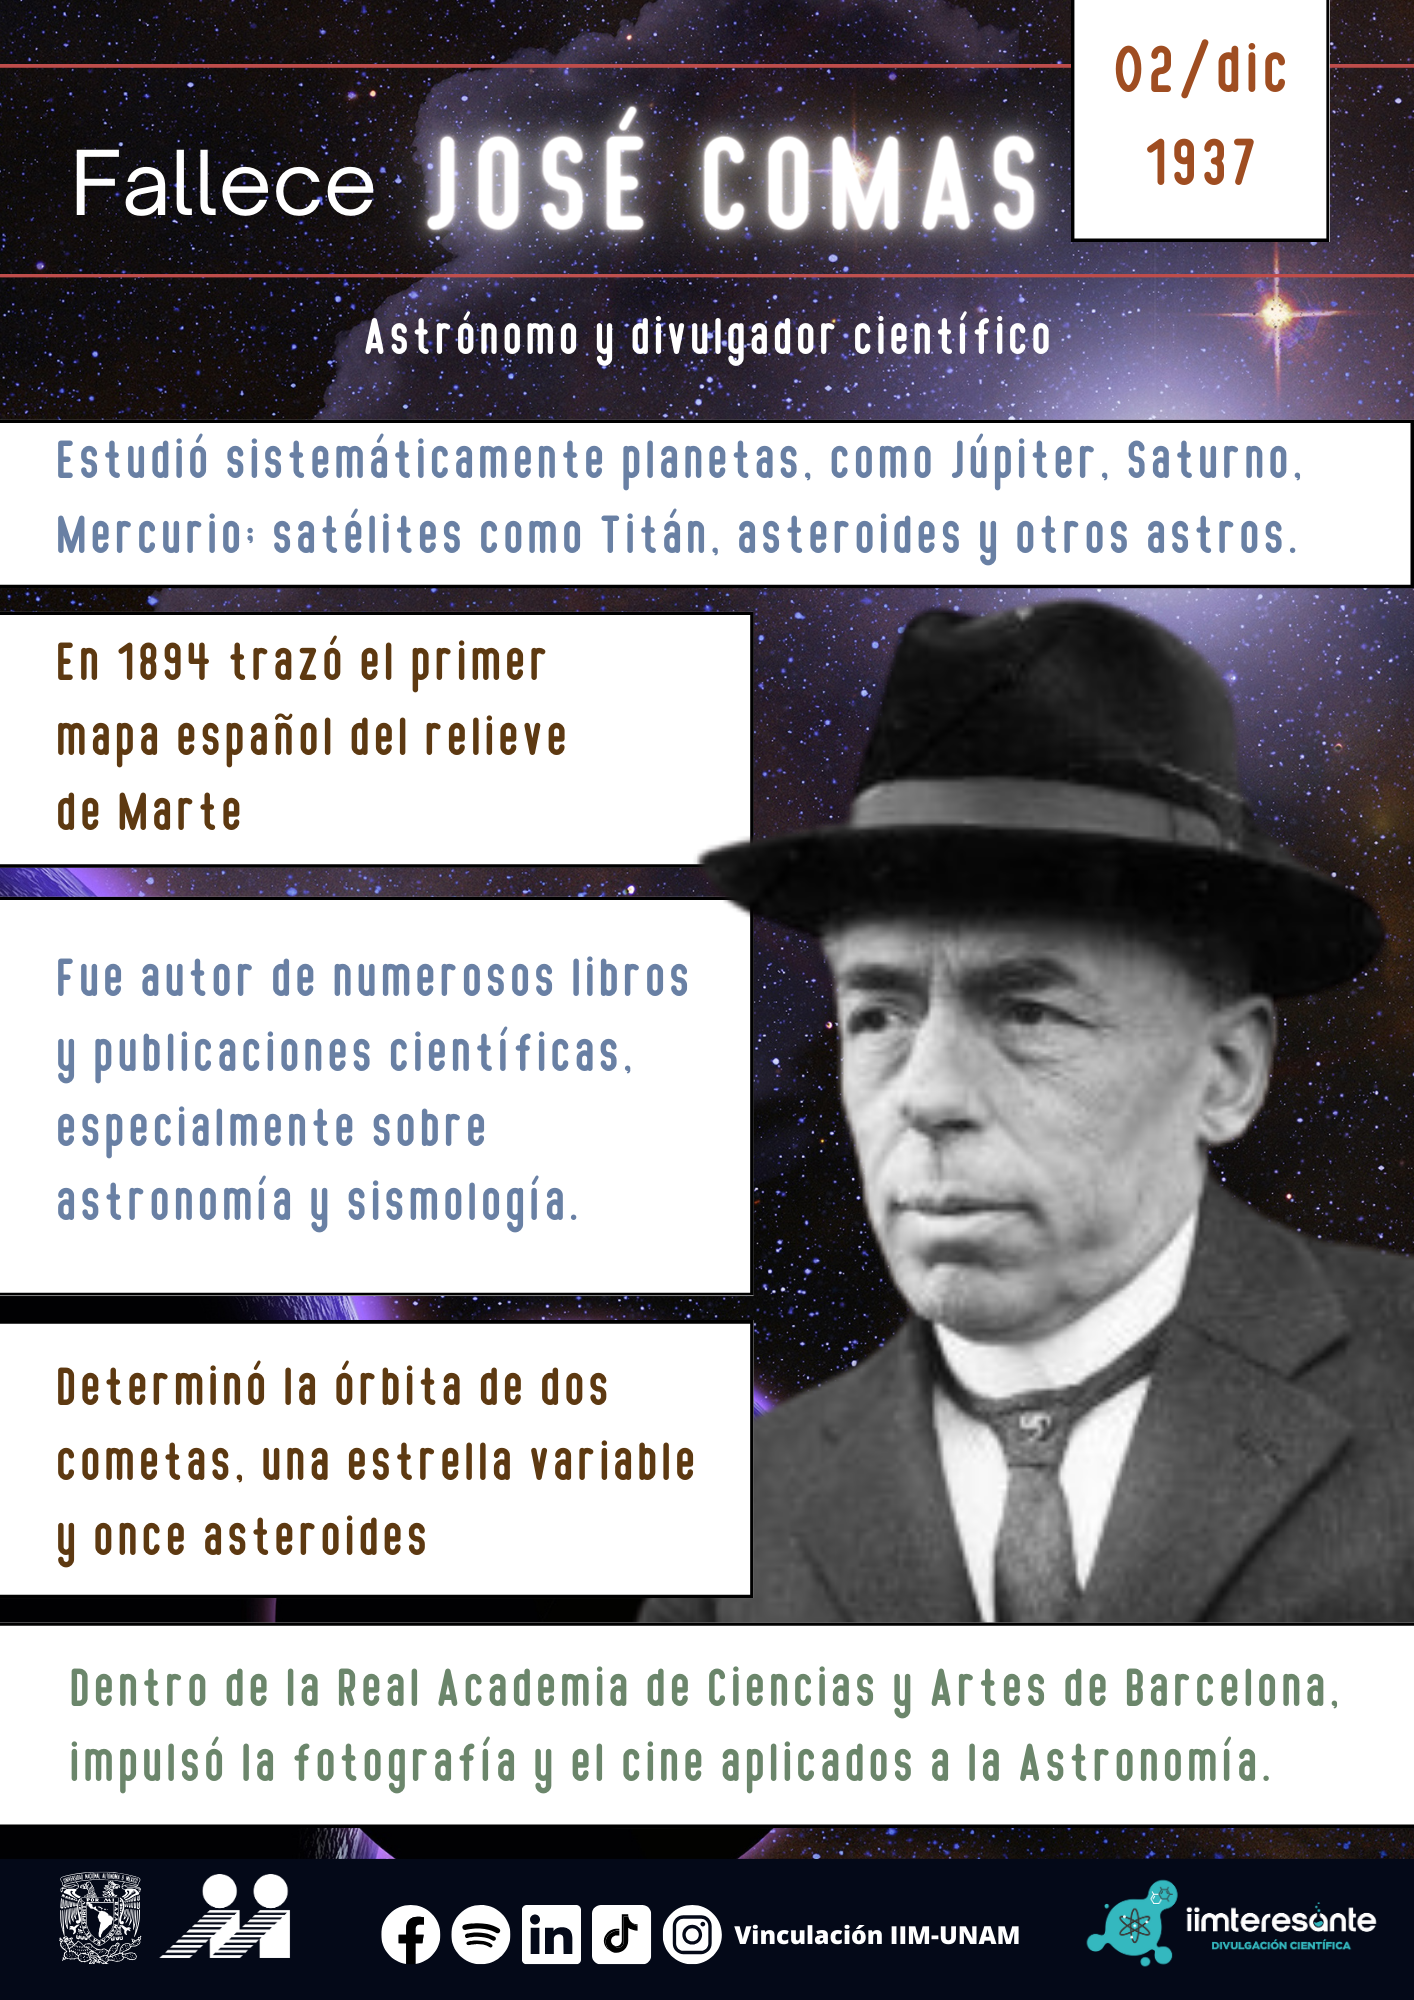 02/dic
1937
Fallece JOSÉ COMAS
Astrónomo y divulgador científico
Estudió sistemáticamente planetas, como Júpiter, Saturno,
Mercurio; satélites como Titán, asteroides y otros astros.
En 1894 trazó el primer
mapa español del relieve
de Marte
Fue autor de numerosos libros
y publicaciones científicas,
especialmente sobre
astronomía y sismología.
Determinó la órbita de dos
cometas, una estrella variable
y once asteroides
Dentro de la Real Academia de Ciencias y Artes de Barcelona,
impulsó la fotografía y el cine aplicados a la Astronomía.
Vinculación IIM-UNAM
iimteresante
DIVULGACIÓN CIENTÍFICA